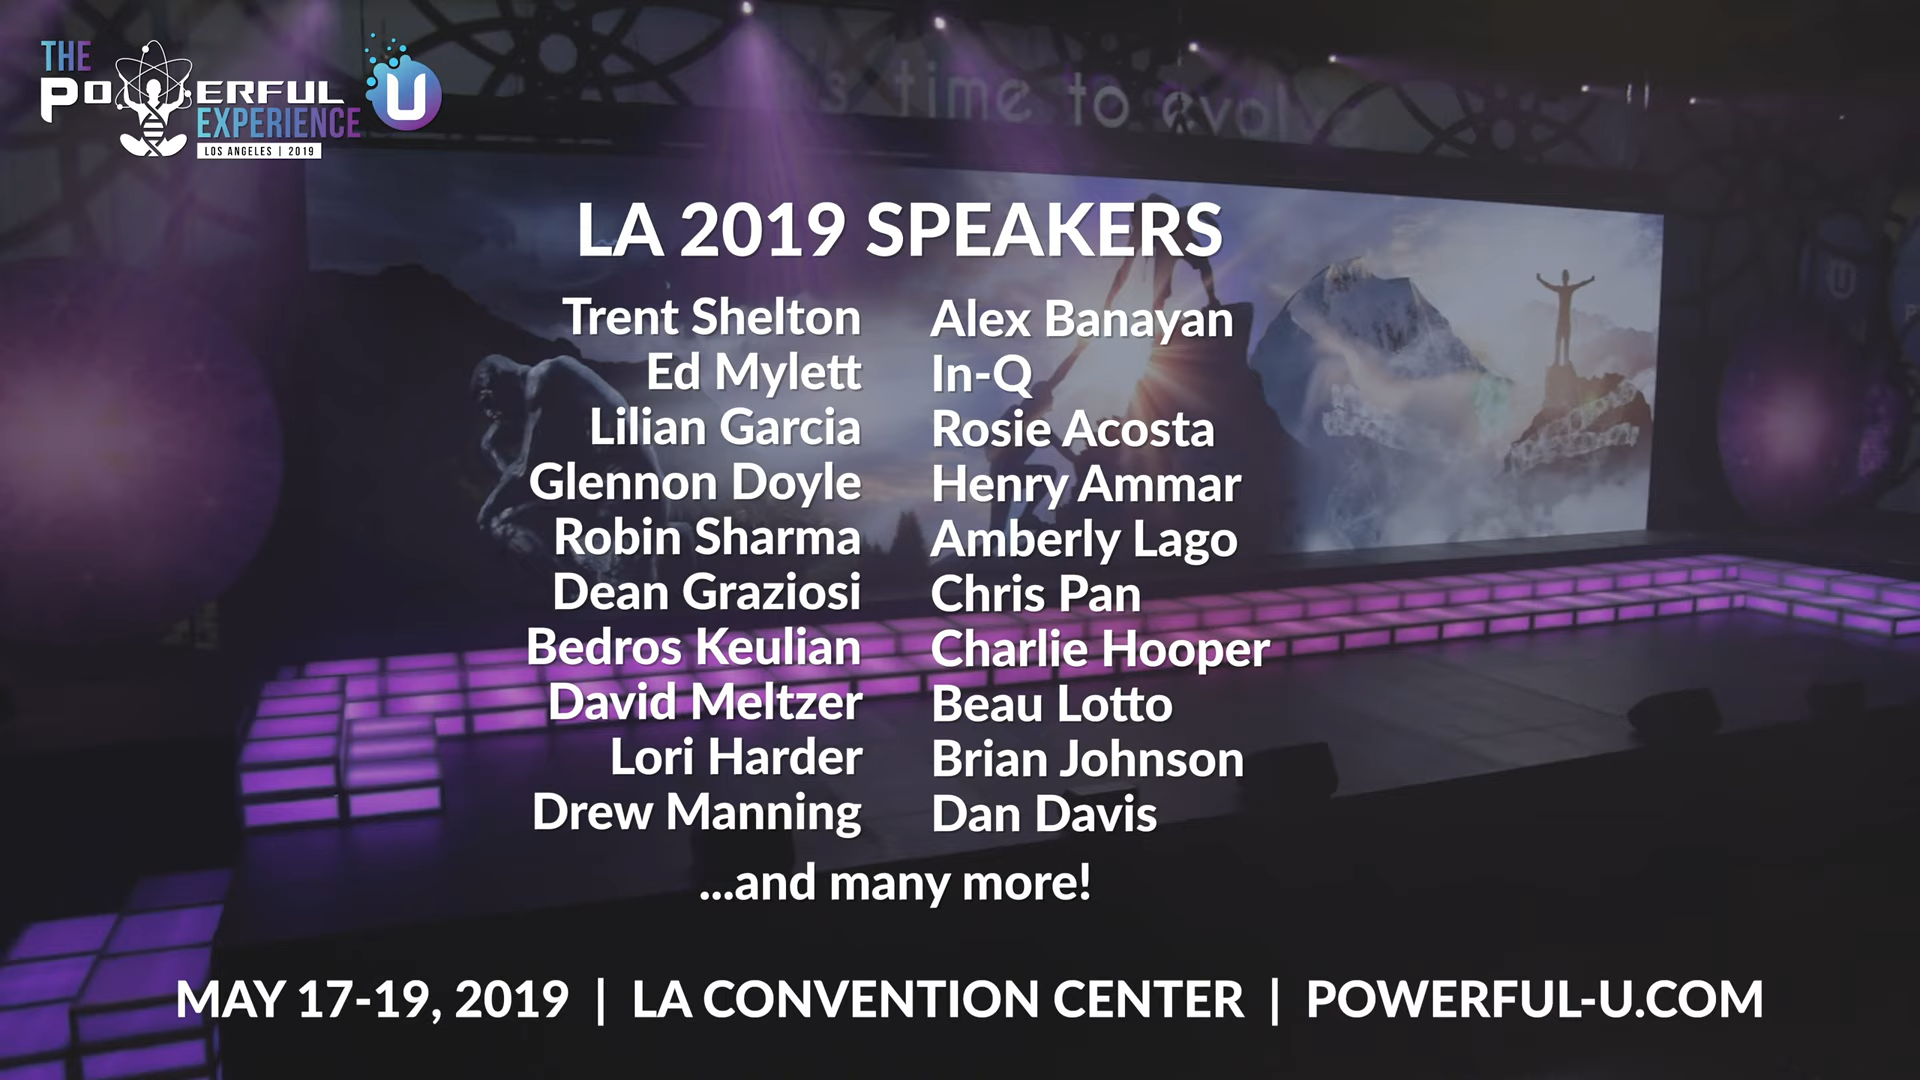 THE
POWERFUL
EXPERIENCE
LOS ANGELES | 2019
U
time to evolve
LA 2019 SPEAKERS
Trent Shelton
Ed Mylett
Lilian Garcia
Glennon Doyle
Robin Sharma
Dean Graziosi
Bedros Keulian
David Meltzer
Lori Harder
Drew Manning
Alex Banayan
In-Q
Rosie Acosta
Henry Ammar
Amberly Lago
Chris Pan
Charlie Hooper
Beau Lotto
Brian Johnson
Dan Davis
...and many more!
MAY 17-19, 2019 | LA CONVENTION CENTER | POWERFUL-U.COM